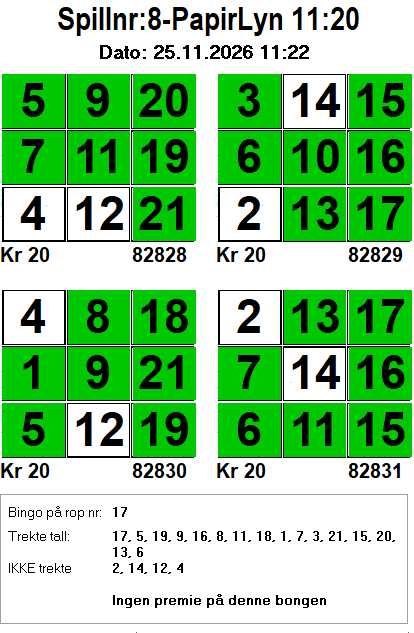 Spillnr:8-PapirLyn 11:20
Dato: 25.11.2026 11:22
5 9 20
7 11 19
4 12 21
Kr 20 82828
3 14 15
6 10 16
2 13 17
Kr 20 82829
4 8 18
1 9 21
5 12 19
Kr 20 82830
2 13 17
7 14 16
6 11 15
Kr 20 82831
Bingo på rop nr: 17
Trekte tall: 17, 5, 19, 9, 16, 8, 11, 18, 1, 7, 3, 21, 15, 20,
13, 6
IKKE trekte 2, 14, 12, 4
Ingen premie på denne bongen